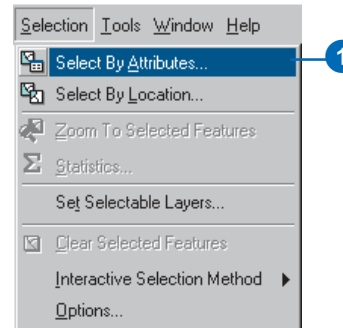 Selection Tools Window Help
Select By Attributes... 1
Select By Location...
Zoom To Selected Features
Σ Statistics...
Set Selectable Layers...
Clear Selected Features
Interactive Selection Method
Options...